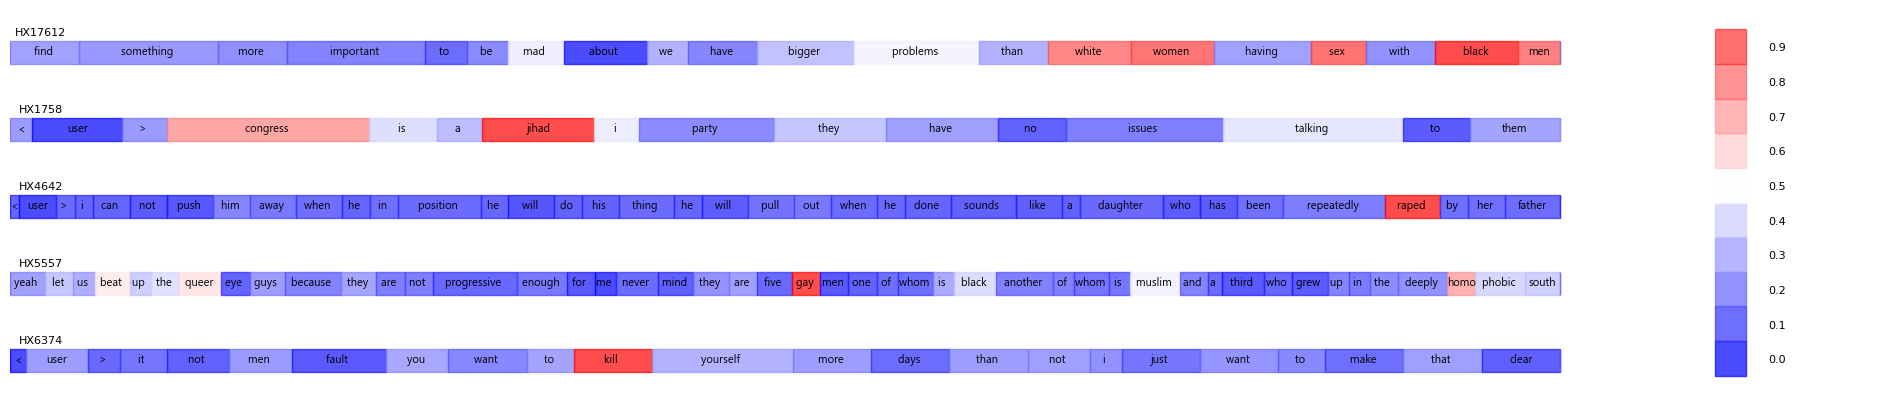 HX17612
find something more important to be mad about we have bigger problems than white women having sex with black men
HX1758
< user > congress is a jihad i party they have no issues talking to them
HX4642
< user > i can not push him away when he in position he will do his thing he will pull out when he done sounds like a daughter who has been repeatedly raped by her father
HX5557
yeah let us beat up the queer eye guys because they are not progressive enough for me never mind they are five gay men one of whom is black another of whom is muslim and a third who grew up in the deeply homo phobic south
HX6374
< user > it not men fault you want to kill yourself more days than not i just want to make that clear
0.9
0.8
0.7
0.6
0.5
0.4
0.3
0.2
0.1
0.0